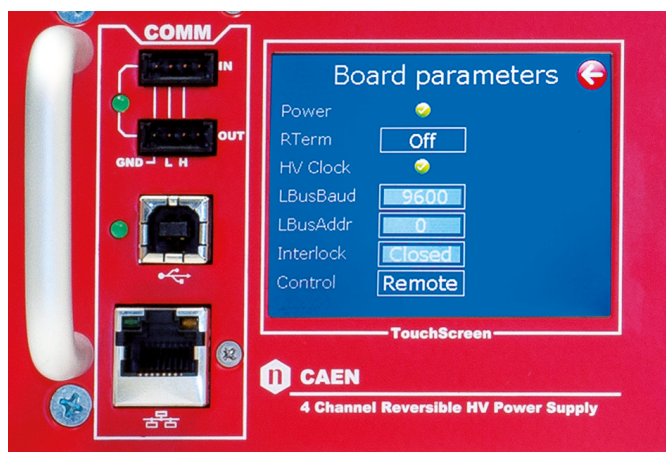 COMM
IN
OUT
GND L H
Board parameters
Power
RTerm Off
HV Clock
LBusBaud 9600
LBusAddr 0
Interlock Closed
Control Remote
TouchScreen
n CAEN
4 Channel Reversible HV Power Supply